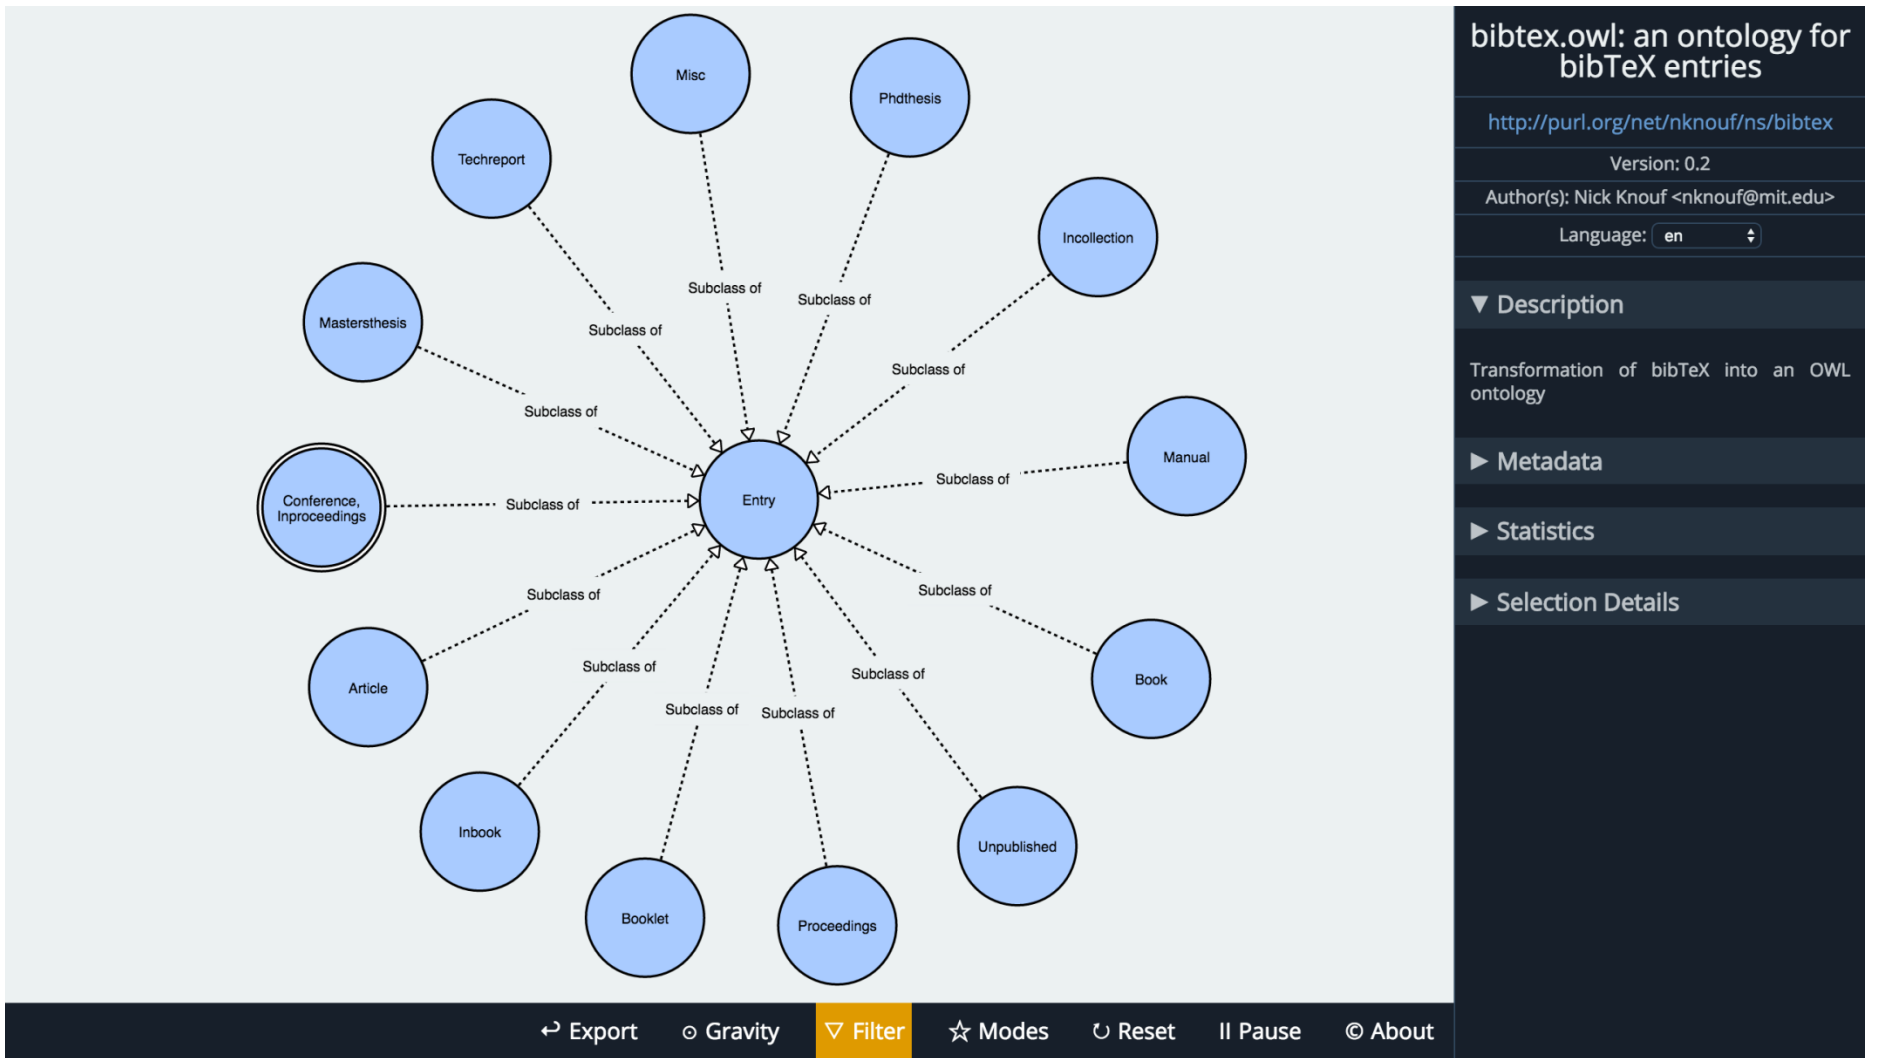 Misc
Phdthesis
Techreport
Incollection
Subclass of
Subclass of
Mastersthesis
Subclass of
Subclass of
Subclass of
Manual
Subclass of
Conference,
Inproceedings
Subclass of
Entry
Subclass of
Subclass of
Subclass of
Subclass of
Book
Article
Subclass of
Subclass of
Inbook
Unpublished
Booklet
Proceedings
bibtex.owl: an ontology for
bibTeX entries
http://purl.org/net/nknouf/ns/bibtex
Version: 0.2
Author(s): Nick Knouf <nknouf@mit.edu>
Language: en
▼ Description
Transformation of bibTeX into an OWL
ontology
▶ Metadata
▶ Statistics
▶ Selection Details
Export
Gravity
Filter
Modes
Reset
Pause
© About